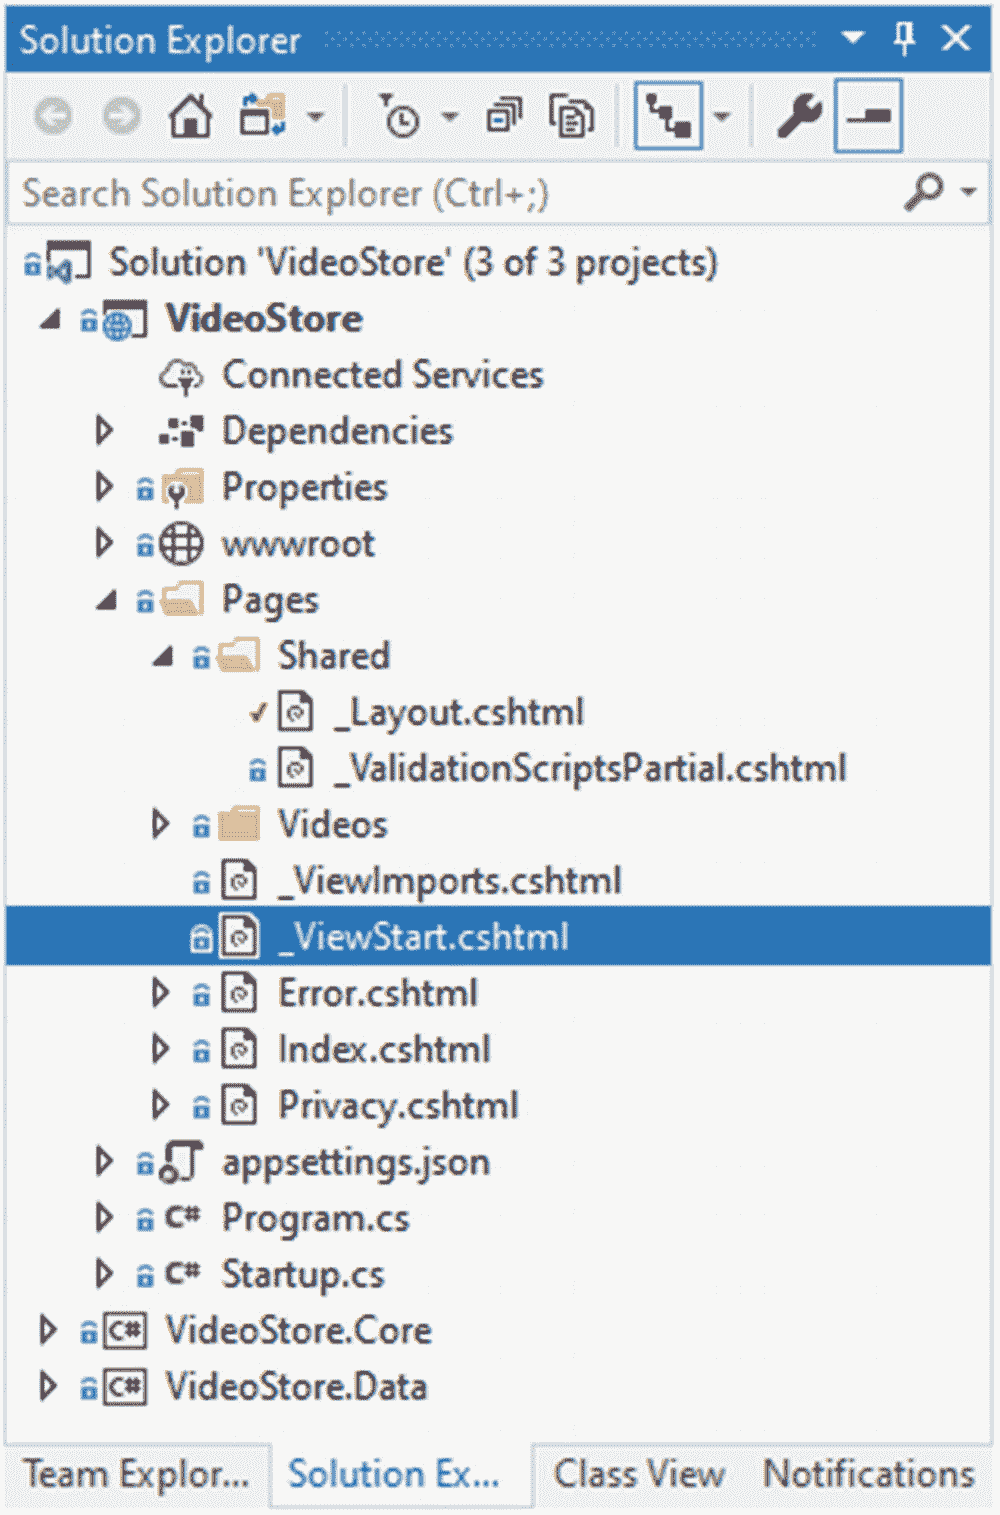 Solution Explorer
Search Solution Explorer (Ctrl+;)
Solution 'VideoStore' (3 of 3 projects)
VideoStore
Connected Services
Dependencies
Properties
wwwroot
Pages
Shared
_Layout.cshtml
_ValidationScriptsPartial.cshtml
Videos
_ViewImports.cshtml
_ViewStart.cshtml
Error.cshtml
Index.cshtml
Privacy.cshtml
appsettings.json
C# Program.cs
C# Startup.cs
C# VideoStore.Core
C# VideoStore.Data
Team Explor... Solution Ex... Class View Notifications